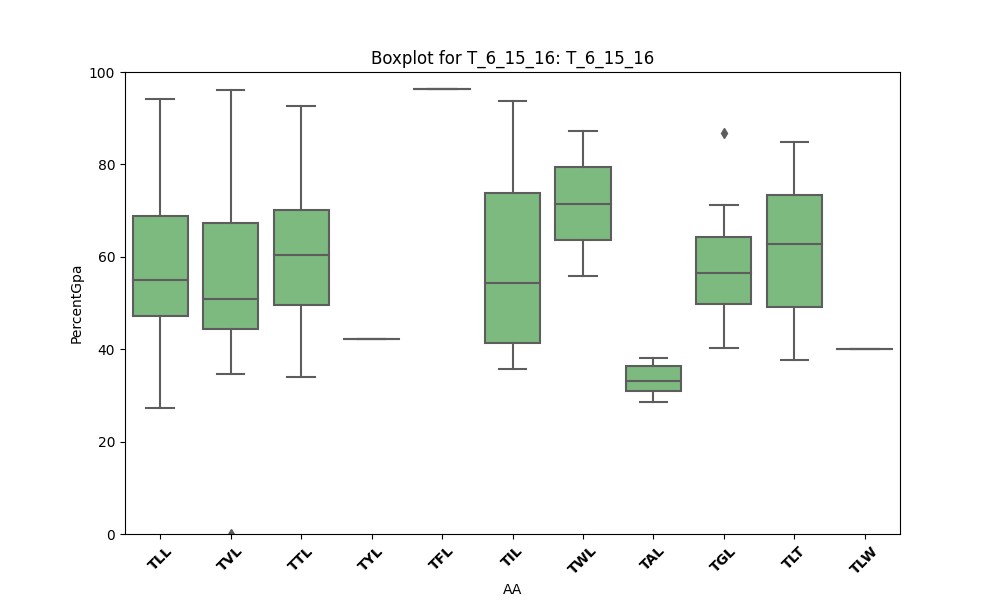 Boxplot for T_6_15_16: T_6_15_16
PercentGpa
100
80
60
40
20
0
TLL TVL TTL TYL TFL TIL TWL TAL TGL TLT TLW
AA